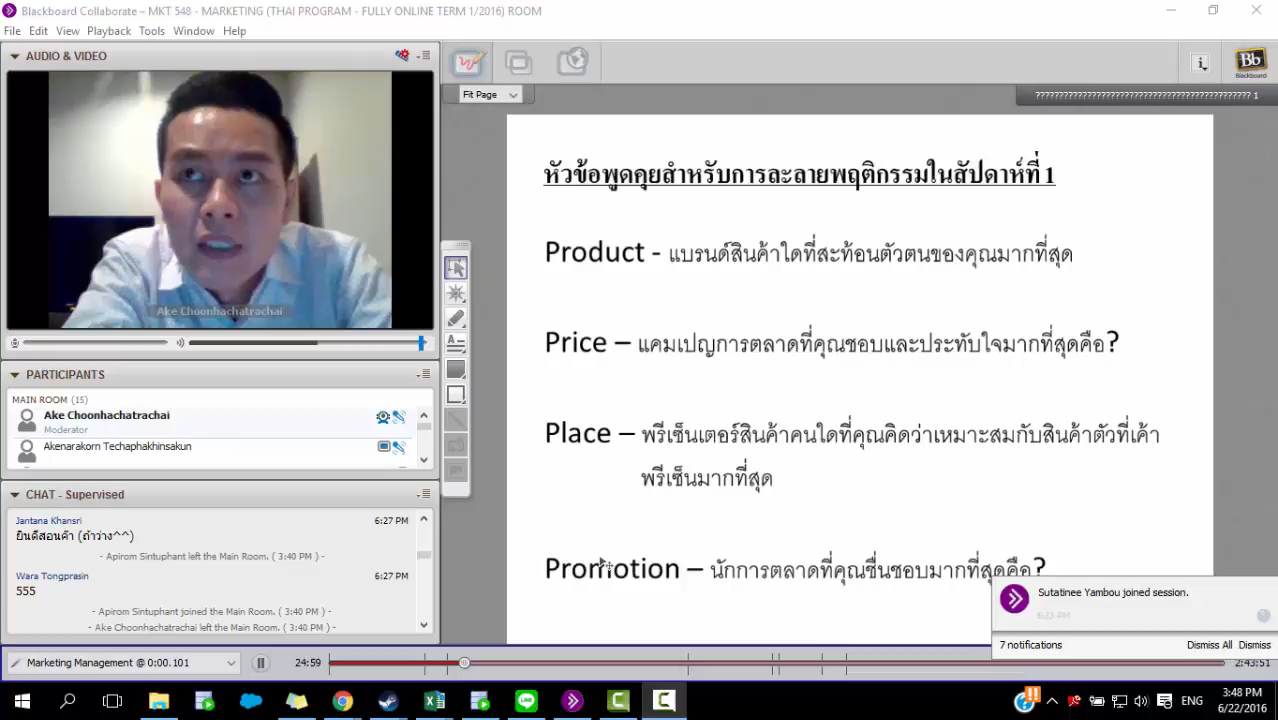 Blackboard Collaborate – MKT 548 - MARKETING (THAI PROGRAM - FULLY ONLINE TERM 1/2016) ROOM
File Edit View Playback Tools Window Help
AUDIO & VIDEO
Ake Choonhachatrachai
PARTICIPANTS
MAIN ROOM (15)
Ake Choonhachatrachai
Moderator
Akenarakorn Techaphakhinsakun
CHAT - Supervised
Jantana Khansri 6:27 PM
ยินดีสอนค้า (ถ้าว่าง^^)
- Apirom Sintuphant left the Main Room. ( 3:40 PM ) -
Wara Tongprasin 6:27 PM
555
- Apirom Sintuphant joined the Main Room. ( 3:40 PM ) -
- Ake Choonhachatrachai left the Main Room. ( 3:40 PM ) -
Fit Page
Bb
Blackboard
???????????????????????????????????????????? 1
หัวข้อพูดคุยสำหรับการละลายพฤติกรรมในสัปดาห์ที่ 1
Product - แบรนด์สินค้าใดที่สะท้อนตัวตนของคุณมากที่สุด
Price – แคมเปญการตลาดที่คุณชอบและประทับใจมากที่สุดคือ?
Place – พรีเซ็นเตอร์สินค้าคนใดที่คุณคิดว่าเหมาะสมกับสินค้าตัวที่เค้า
พรีเซ็นมากที่สุด
Promotion – นักการตลาดที่คุณชื่นชอบมากที่สุดคือ?
Sutatinee Yambou joined session.
6:33 PM
7 notifications Dismiss All Dismiss
Marketing Management @ 0:00.101 24:59 2:43:51
ENG
3:48 PM
6/22/2016